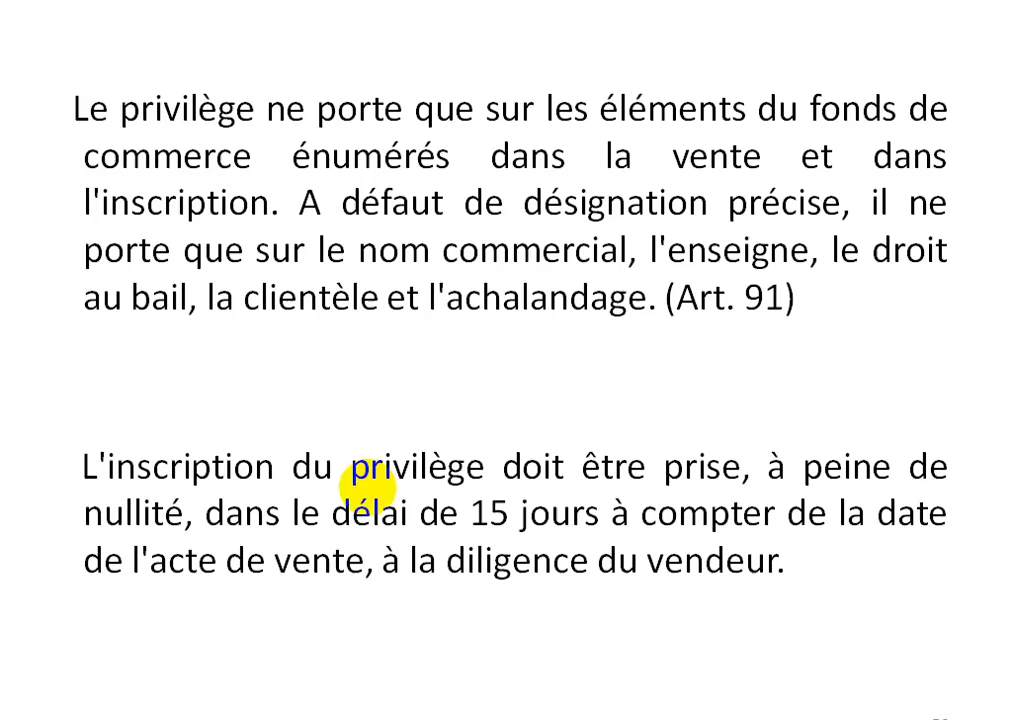 Le privilège ne porte que sur les éléments du fonds de
commerce énumérés dans la vente et dans
l'inscription. A défaut de désignation précise, il ne
porte que sur le nom commercial, l'enseigne, le droit
au bail, la clientèle et l'achalandage. (Art. 91)
L'inscription du privilège doit être prise, à peine de
nullité, dans le délai de 15 jours à compter de la date
de l'acte de vente, à la diligence du vendeur.